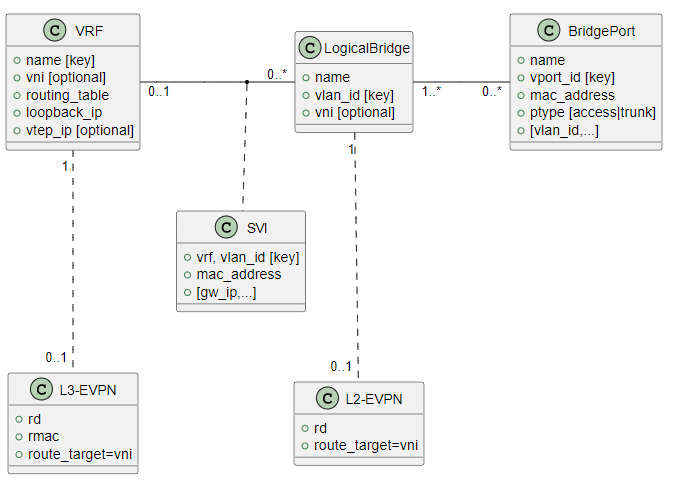 C VRF
name [key]
vni [optional]
routing_table
loopback_ip
vtep_ip [optional]
0..1
0..*
C LogicalBridge
name
vlan_id [key]
vni [optional]
1..*
0..*
C BridgePort
name
vport_id [key]
mac_address
ptype [access|trunk]
[vlan_id,...]
1
1
C SVI
vrf, vlan_id [key]
mac_address
[gw_ip,...]
0..1
0..1
C L3-EVPN
rd
rmac
route_target=vni
C L2-EVPN
rd
route_target=vni